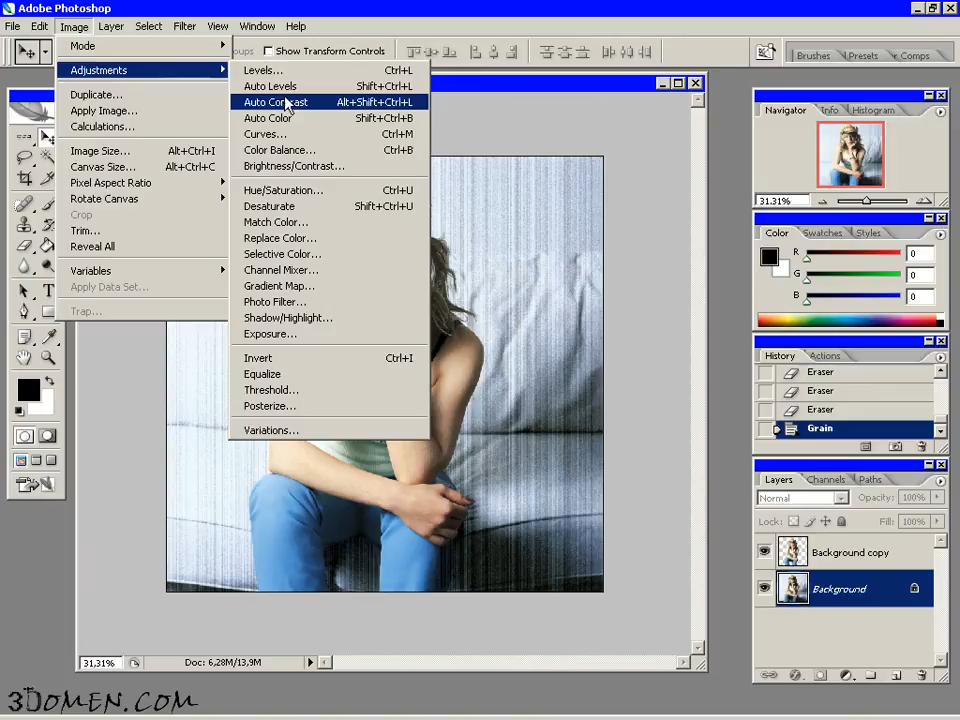 Adobe Photoshop
File Edit Image Layer Select Filter View Window Help
Show Transform Controls
Brushes Presets Comps
Mode
Adjustments
Duplicate...
Apply Image...
Calculations...
Image Size... Alt+Ctrl+I
Canvas Size... Alt+Ctrl+C
Pixel Aspect Ratio
Rotate Canvas
Crop
Trim...
Reveal All
Variables
Apply Data Set...
Trap...
Levels... Ctrl+L
Auto Levels Shift+Ctrl+L
Auto Contrast Alt+Shift+Ctrl+L
Auto Color Shift+Ctrl+B
Curves... Ctrl+M
Color Balance... Ctrl+B
Brightness/Contrast...
Hue/Saturation... Ctrl+U
Desaturate Shift+Ctrl+U
Match Color...
Replace Color...
Selective Color...
Channel Mixer...
Gradient Map...
Photo Filter...
Shadow/Highlight...
Exposure...
Invert Ctrl+I
Equalize
Threshold...
Posterize...
Variations...
Navigator Info Histogram
31.31%
Color Swatches Styles
R 0
G 0
B 0
History Actions
Eraser
Eraser
Eraser
Grain
Layers Channels Paths
Normal Opacity: 100%
Lock: Fill: 100%
Background copy
Background
31,31% Doc: 6,28M/13,9M
3DOMEN.COM